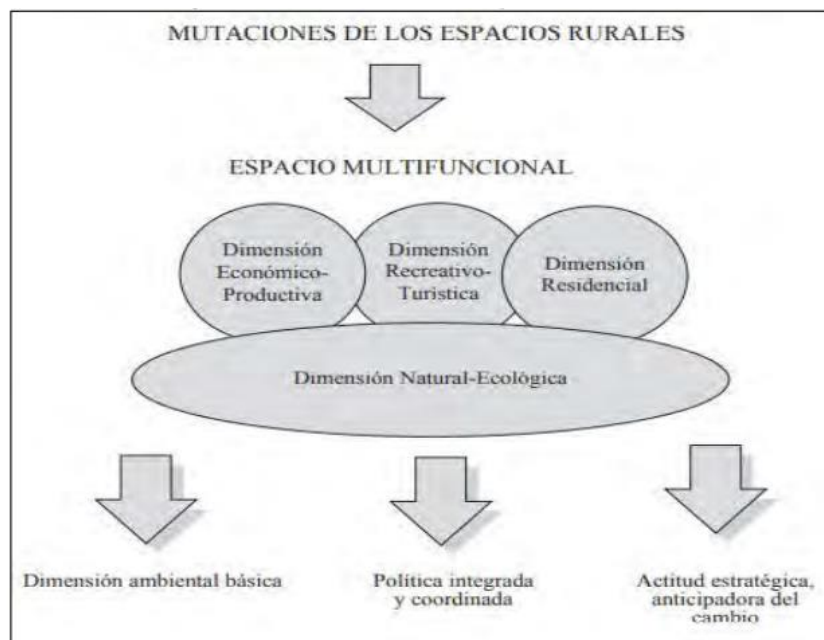 MUTACIONES DE LOS ESPACIOS RURALES
ESPACIO MULTIFUNCIONAL
Dimensión
Económico-
Productiva
Dimensión
Recreativo-
Turistica
Dimensión
Residencial
Dimensión Natural-Ecológica
Dimensión ambiental básica
Política integrada
y coordinada
Actitud estratégica,
anticipadora del
cambio